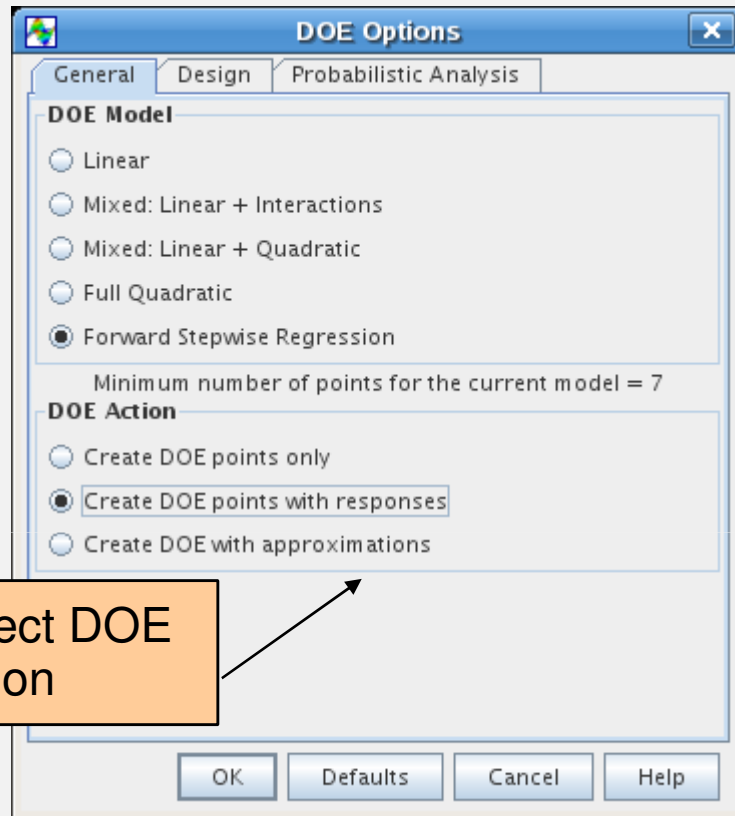 DOE Options
General Design Probabilistic Analysis
DOE Model
Linear
Mixed: Linear + Interactions
Mixed: Linear + Quadratic
Full Quadratic
Forward Stepwise Regression
Minimum number of points for the current model = 7
DOE Action
Create DOE points only
Create DOE points with responses
Create DOE with approximations
DOE
OK Defaults Cancel Help